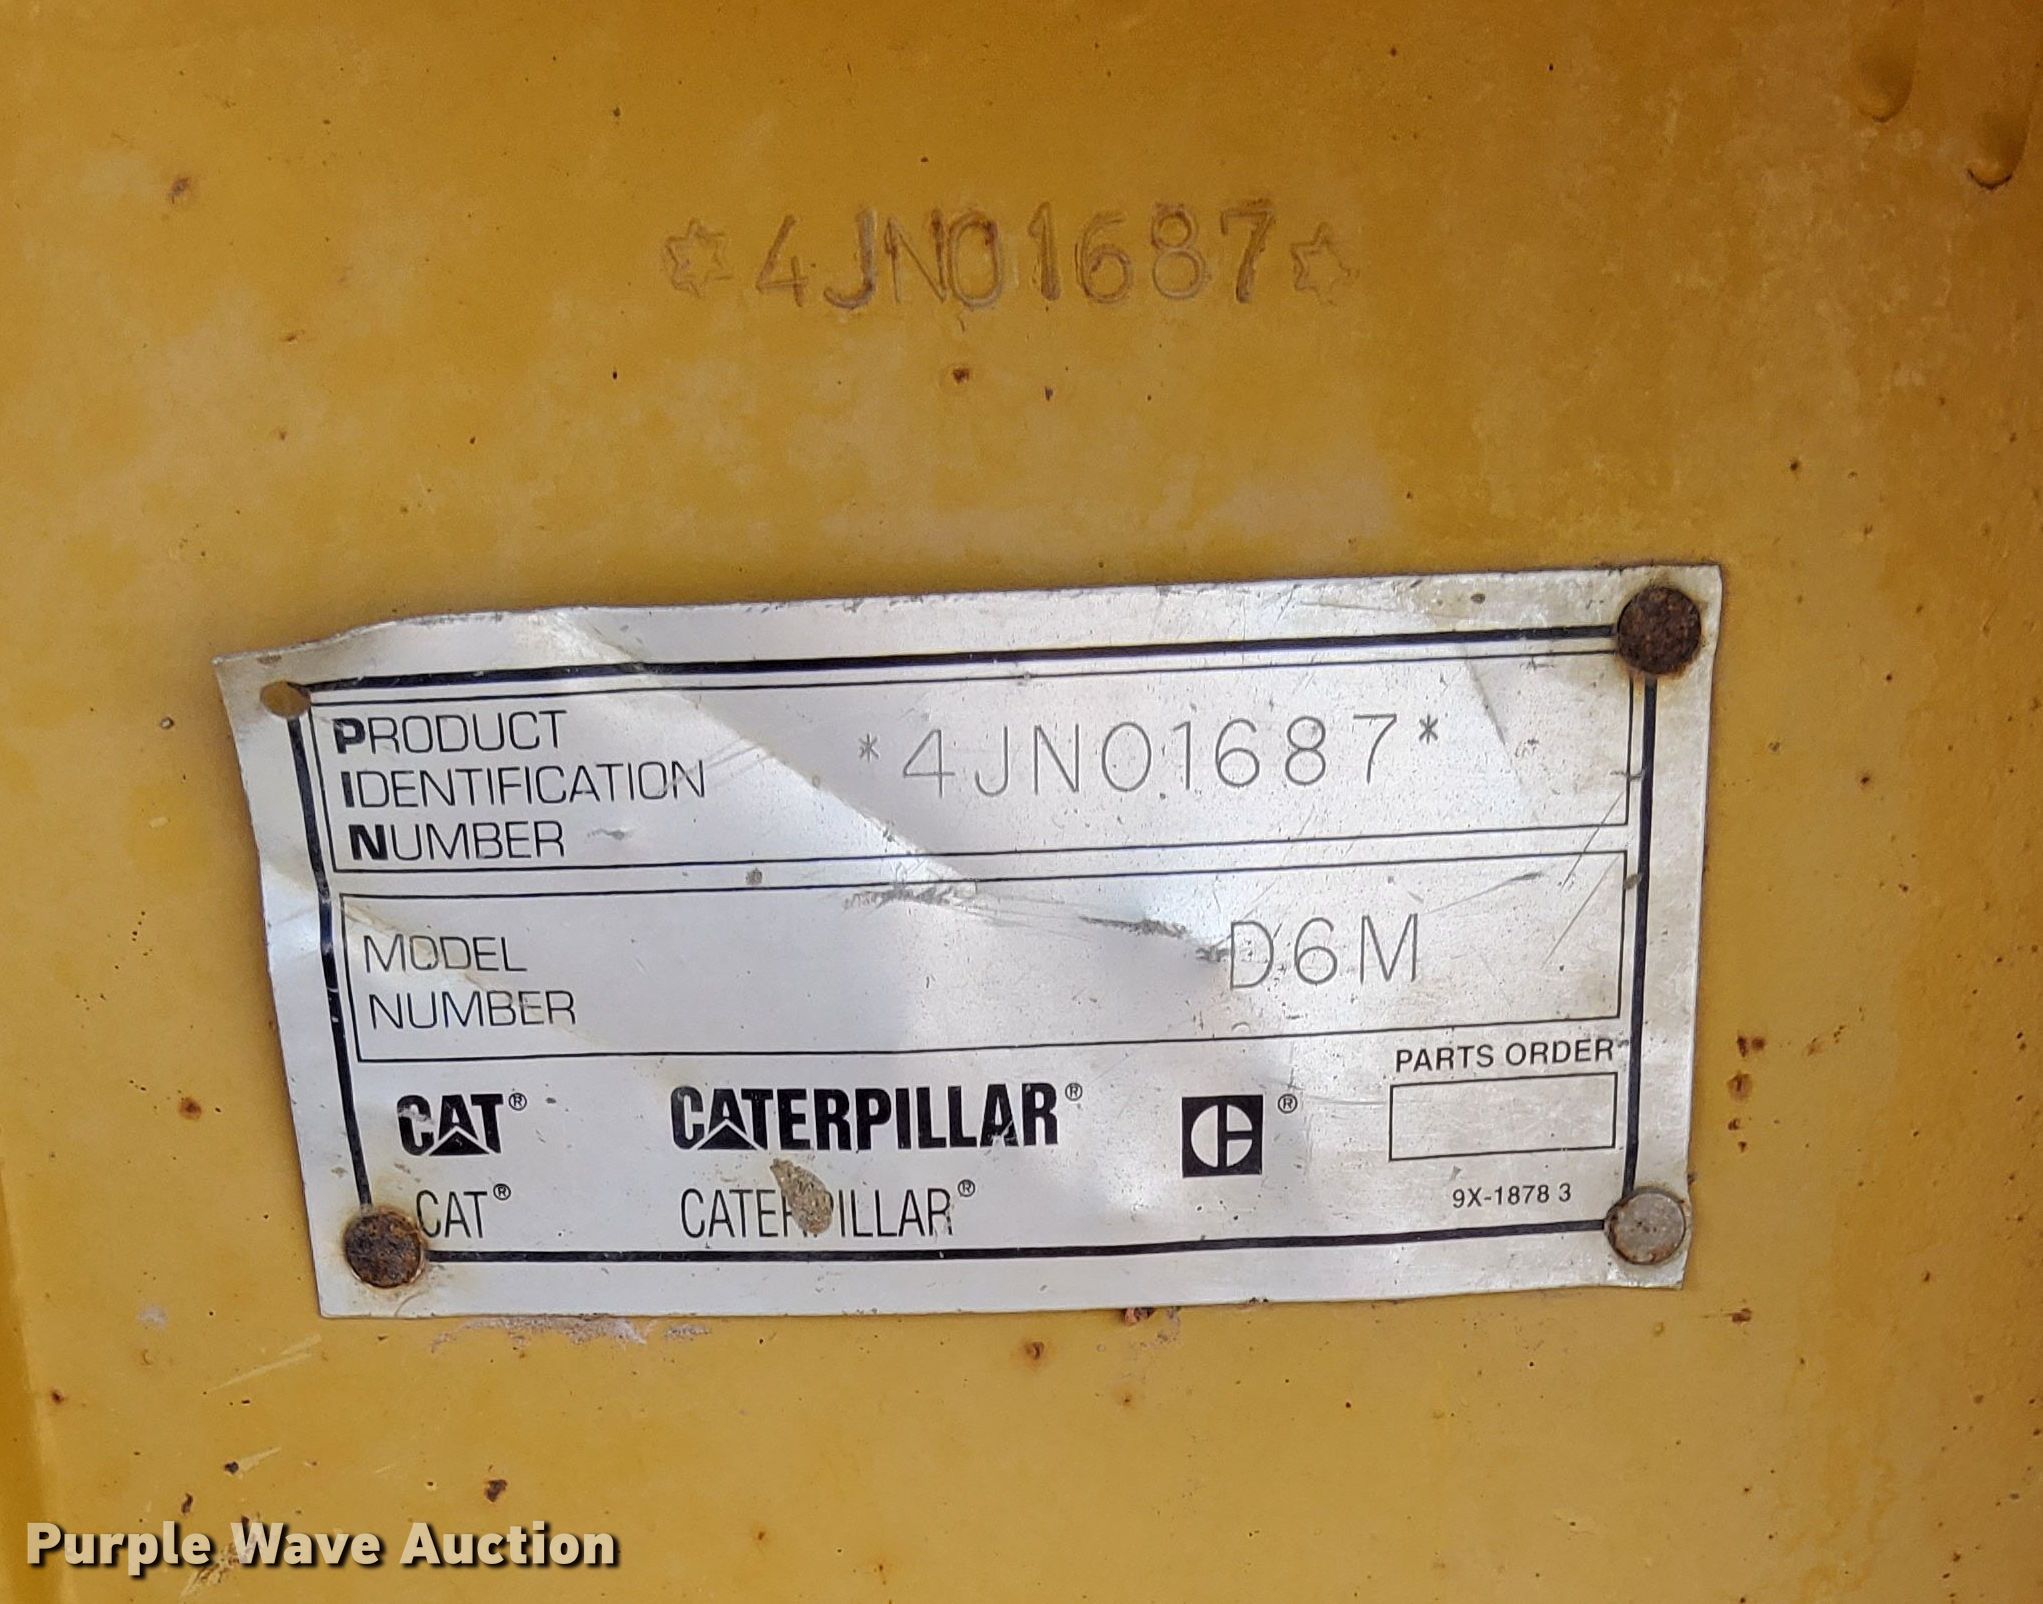 *4JN01687*
PRODUCT
IDENTIFICATION
NUMBER
*4JN01687*
MODEL
NUMBER
D6M
PARTS ORDER
CAT® CATERPILLAR® ®
CAT® CATERPILLAR®
9X-1878 3
Purple Wave Auction